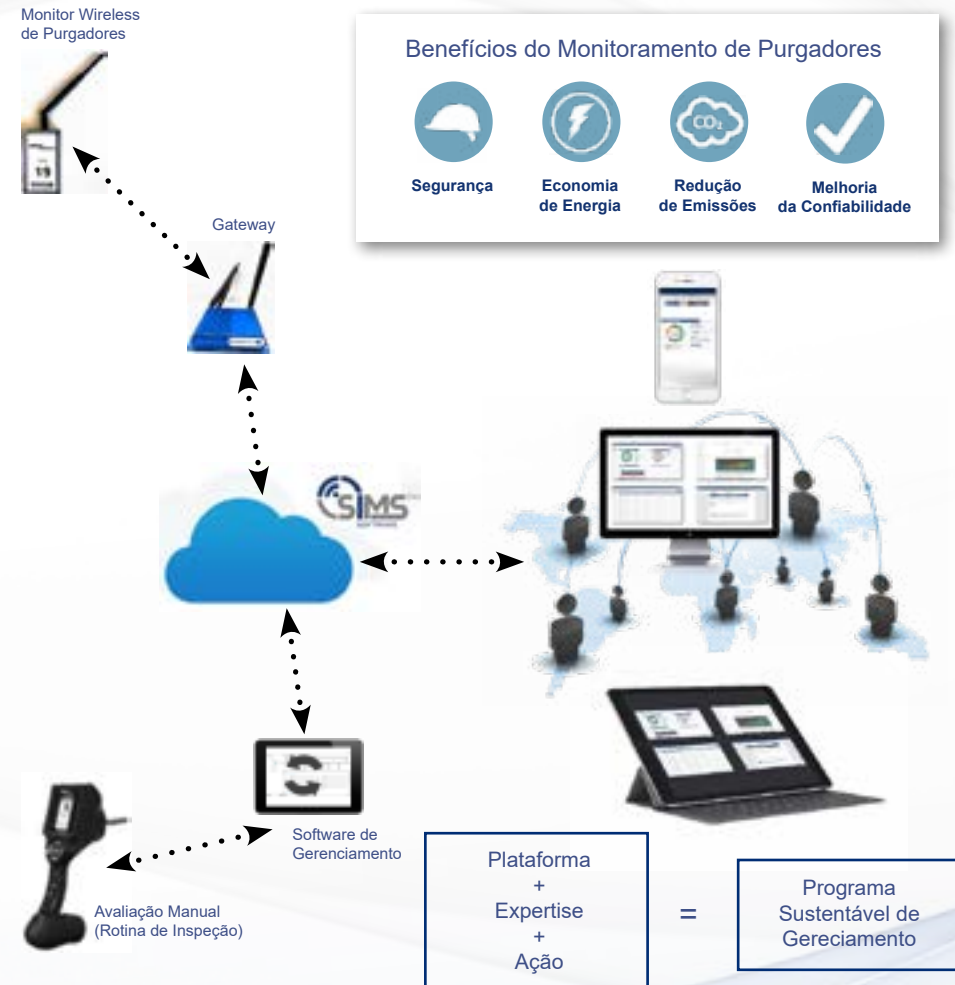 Monitor Wireless
de Purgadores
Benefícios do Monitoramento de Purgadores
CO₂
Segurança
Economia
de Energia
Redução
de Emissões
Melhoria
da Confiabilidade
Gateway
SIMS
Software de
Gerenciamento
Avaliação Manual
(Rotina de Inspeção)
Plataforma
+
Expertise
+
Ação
=
Programa
Sustentável de
Gereciamento